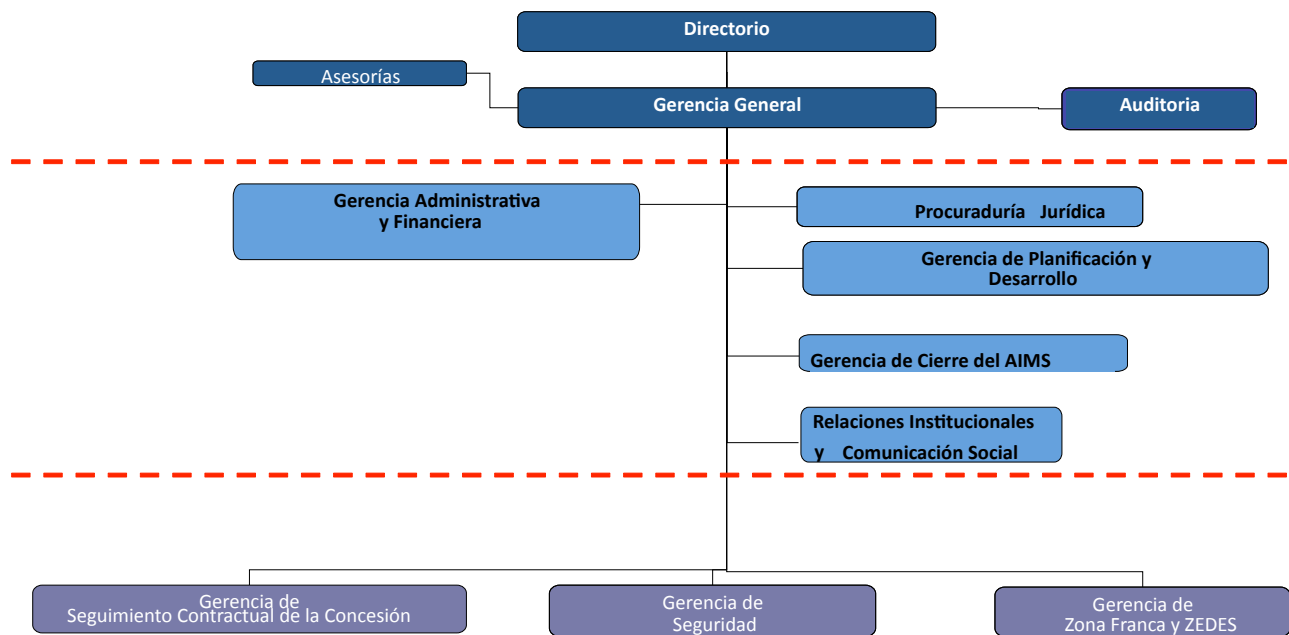 Directorio
Asesorías
Gerencia General
Auditoria
Gerencia Administrativa
y Financiera
Procuraduría Jurídica
Gerencia de Planificación y
Desarrollo
Gerencia de Cierre del AIMS
Relaciones Institucionales
y Comunicación Social
Gerencia de
Seguimiento Contractual de la Concesión
Gerencia de
Seguridad
Gerencia de
Zona Franca y ZEDES